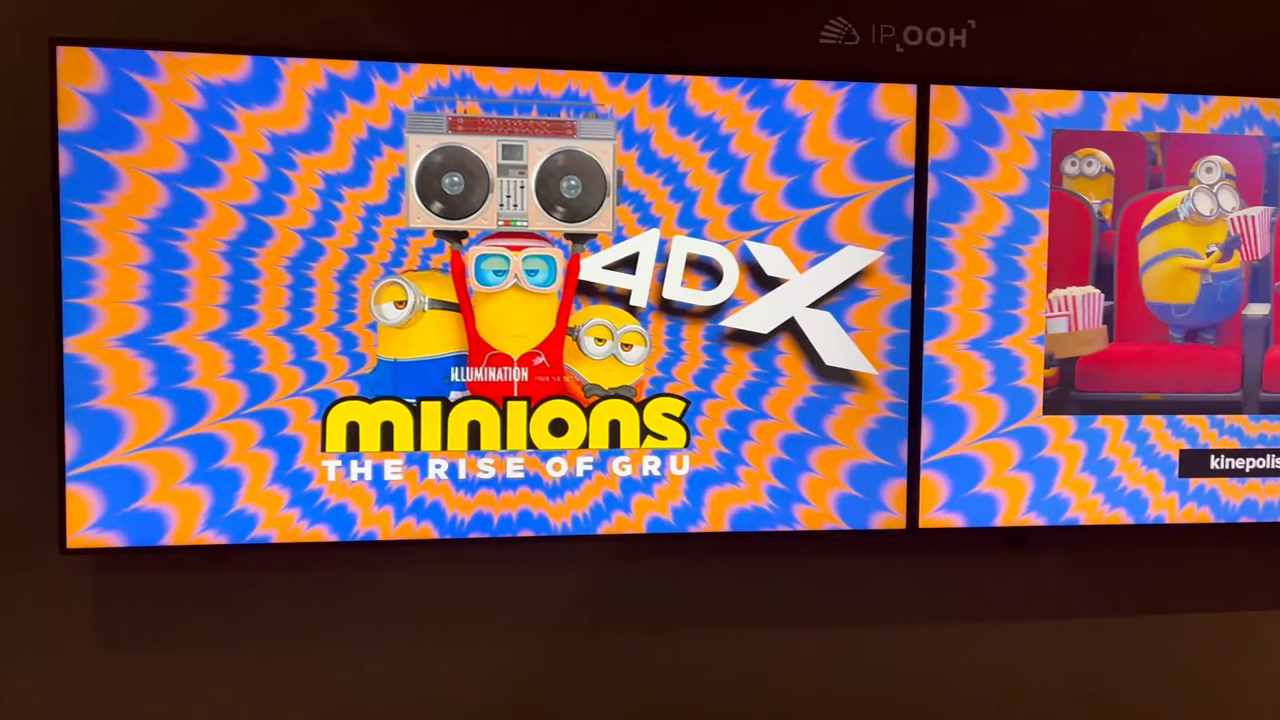 IP OOH
4DX
ILLUMINATION
minions
THE RISE OF GRU
kinepolis